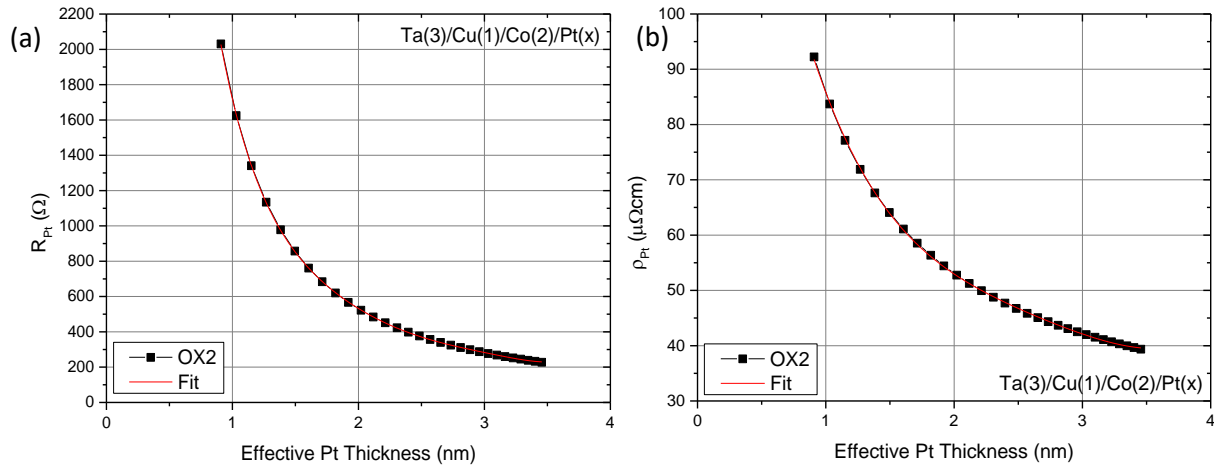 (a)
2200
2000
1800
1600
1400
1200
1000
800
600
400
200
0
R_Pt (Ω)
Ta(3)/Cu(1)/Co(2)/Pt(x)
OX2
Fit
0 1 2 3 4
Effective Pt Thickness (nm)
(b)
100
90
80
70
60
50
40
30
ρ_Pt (μΩcm)
OX2
Fit
Ta(3)/Cu(1)/Co(2)/Pt(x)
0 1 2 3 4
Effective Pt Thickness (nm)